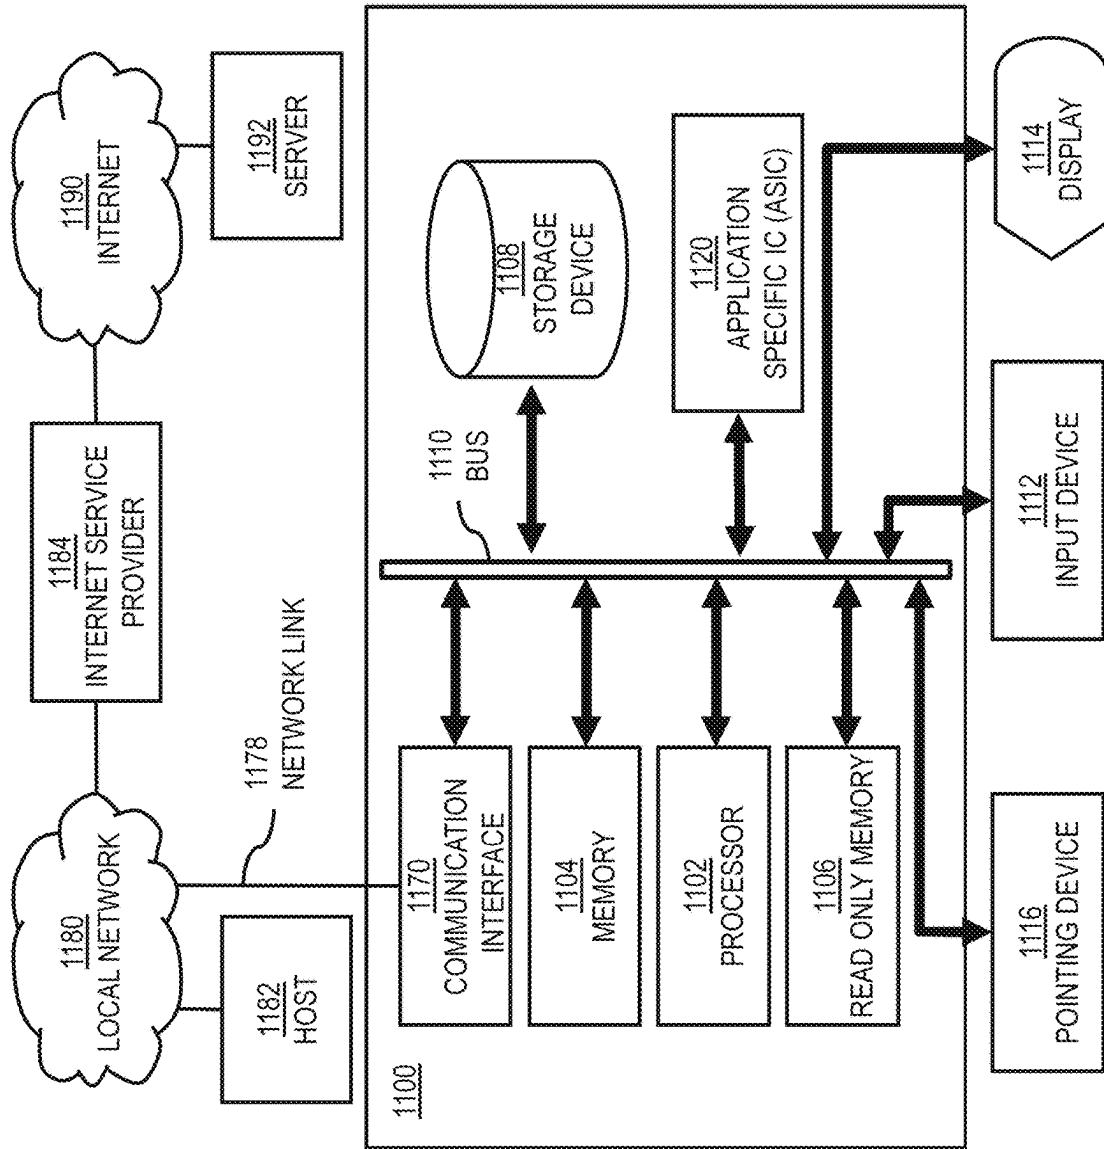 1180
LOCAL NETWORK
1184
INTERNET SERVICE
PROVIDER
1190
INTERNET
1182
HOST
1178
NETWORK LINK
1192
SERVER
1100
1170
COMMUNICATION
INTERFACE
1104
MEMORY
1102
PROCESSOR
1106
READ ONLY MEMORY
1110
BUS
1108
STORAGE
DEVICE
1120
APPLICATION
SPECIFIC IC (ASIC)
1116
POINTING DEVICE
1112
INPUT DEVICE
1114
DISPLAY